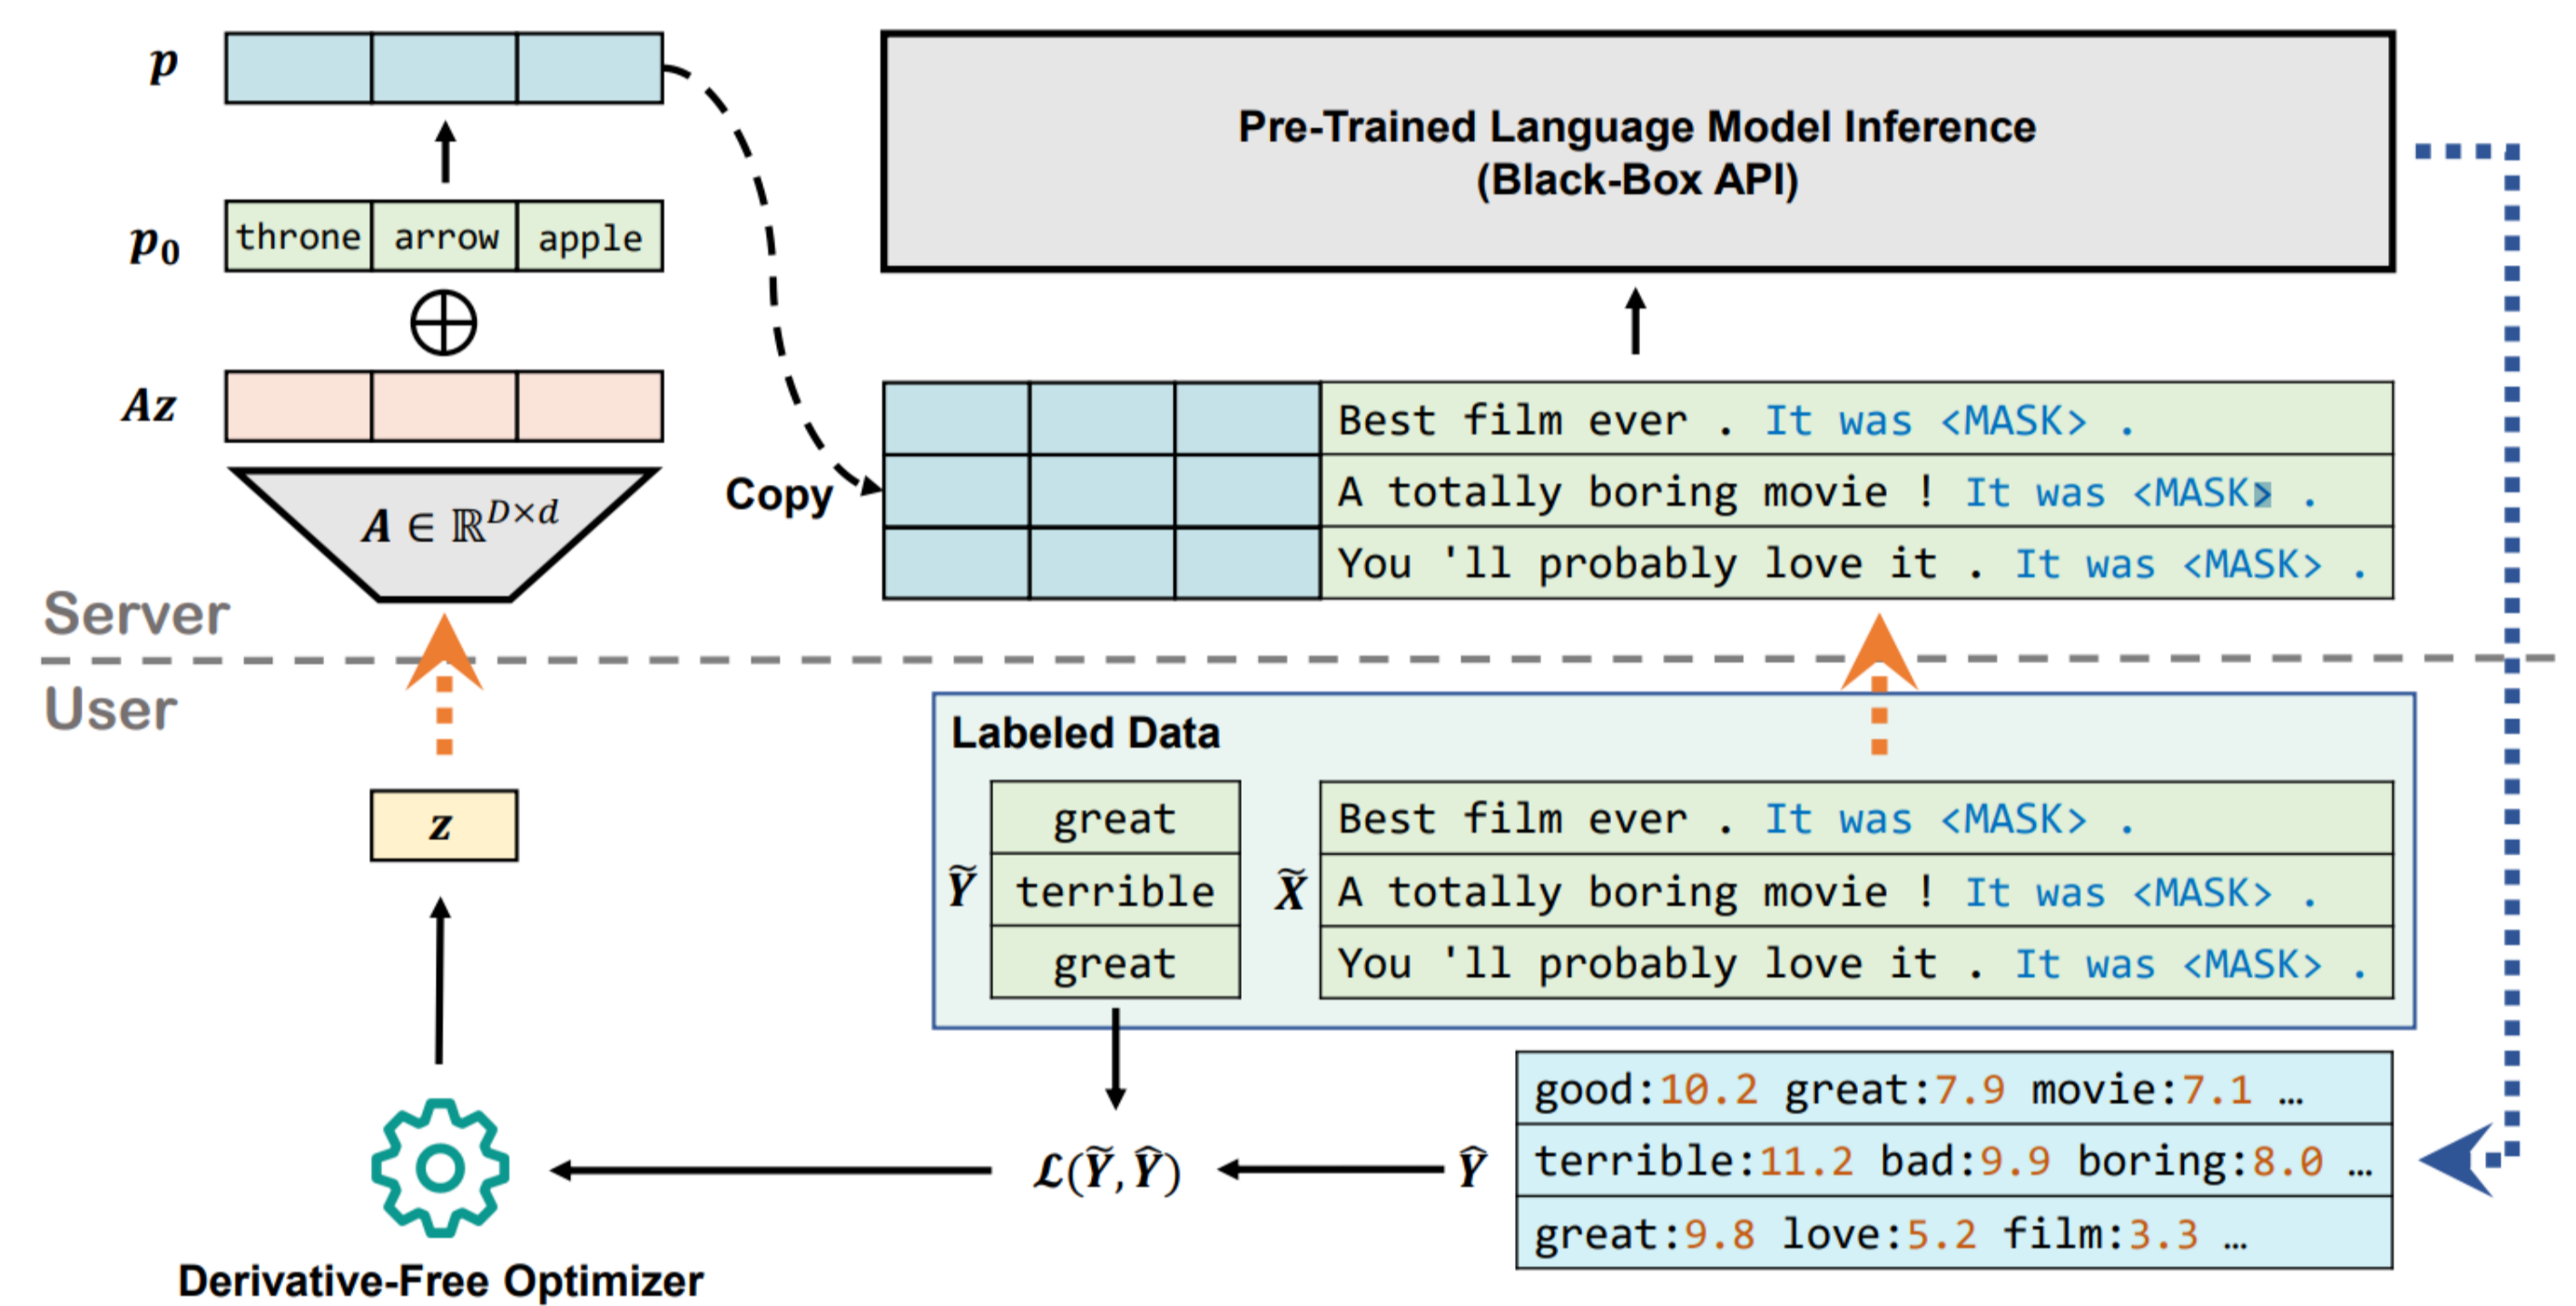 p
p₀
throne arrow apple
Az
A ∈ ℝ^{D×d}
Server
User
z
Derivative-Free Optimizer
Pre-Trained Language Model Inference
(Black-Box API)
Copy
Best film ever . It was <MASK> .
A totally boring movie ! It was <MASK> .
You 'll probably love it . It was <MASK> .
Labeled Data
Ỹ
great
terrible
great
X̃
Best film ever . It was <MASK> .
A totally boring movie ! It was <MASK> .
You 'll probably love it . It was <MASK> .
ℒ(Ỹ, Ŷ)
Ŷ
good:10.2 great:7.9 movie:7.1 …
terrible:11.2 bad:9.9 boring:8.0 …
great:9.8 love:5.2 film:3.3 …